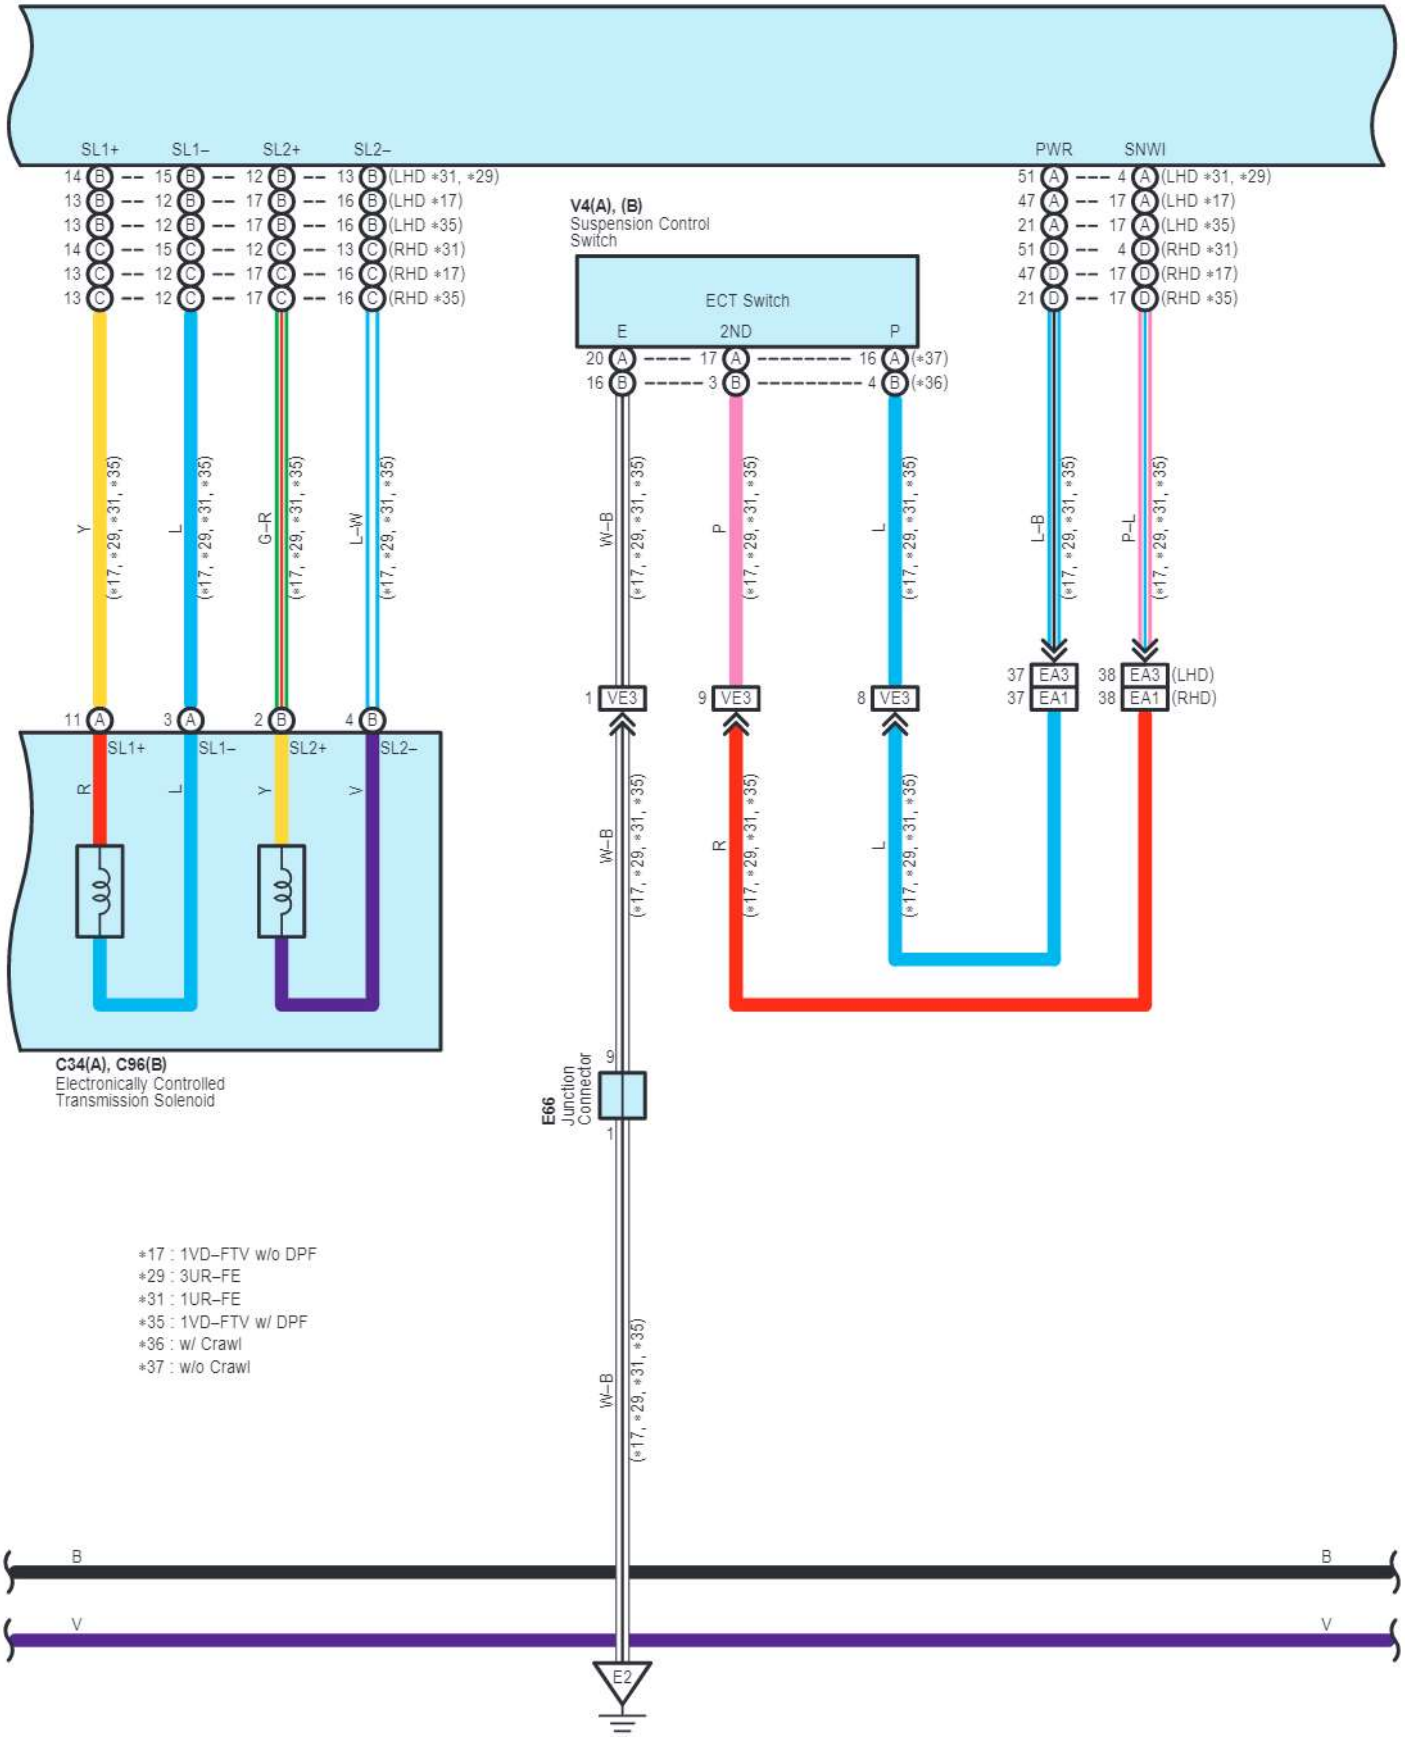 SL1+ SL1– SL2+ SL2– PWR SNWI
14 B 15 B 12 B 13 B (LHD *31, *29)
13 B 12 B 17 B 16 B (LHD *17)
13 B 12 B 17 B 16 B (LHD *35)
14 C 15 C 12 C 13 C (RHD *31)
13 C 12 C 17 C 16 C (RHD *17)
13 C 12 C 17 C 16 C (RHD *35)
51 A 4 A (LHD *31, *29)
47 A 17 A (LHD *17)
21 A 17 A (LHD *35)
51 D 4 D (RHD *31)
47 D 17 D (RHD *17)
21 D 17 D (RHD *35)
V4(A), (B)
Suspension Control
Switch
ECT Switch
E 2ND P
20 A 17 A 16 A (*37)
16 B 3 B 4 B (*36)
Y
(*17, *29, *31, *35)
L
(*17, *29, *31, *35)
G–R
(*17, *29, *31, *35)
L–W
(*17, *29, *31, *35)
W–B
(*17, *29, *31, *35)
P
(*17, *29, *31, *35)
L
(*17, *29, *31, *35)
L–B
(*17, *29, *31, *35)
P–L
(*17, *29, *31, *35)
37 EA3 38 EA3 (LHD)
37 EA1 38 EA1 (RHD)
1 VE3 9 VE3 8 VE3
11 A 3 A 2 B 4 B
SL1+ SL1– SL2+ SL2–
R
L
Y
V
W–B
(*17, *29, *31, *35)
R
(*17, *29, *31, *35)
L
(*17, *29, *31, *35)
C34(A), C96(B)
Electronically Controlled
Transmission Solenoid
9
E66
Junction
Connector
1
*17 : 1VD–FTV w/o DPF
*29 : 3UR–FE
*31 : 1UR–FE
*35 : 1VD–FTV w/ DPF
*36 : w/ Crawl
*37 : w/o Crawl
W–B
(*17, *29, *31, *35)
B B
V V
E2